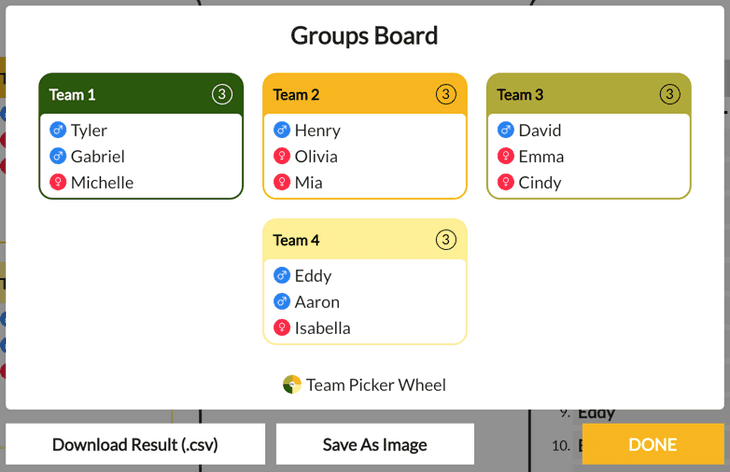 Groups Board
Team 1 3
Tyler
Gabriel
Michelle
Team 2 3
Henry
Olivia
Mia
Team 3 3
David
Emma
Cindy
Team 4 3
Eddy
Aaron
Isabella
Team Picker Wheel
9. Eddy
10.
Download Result (.csv)
Save As Image
DONE